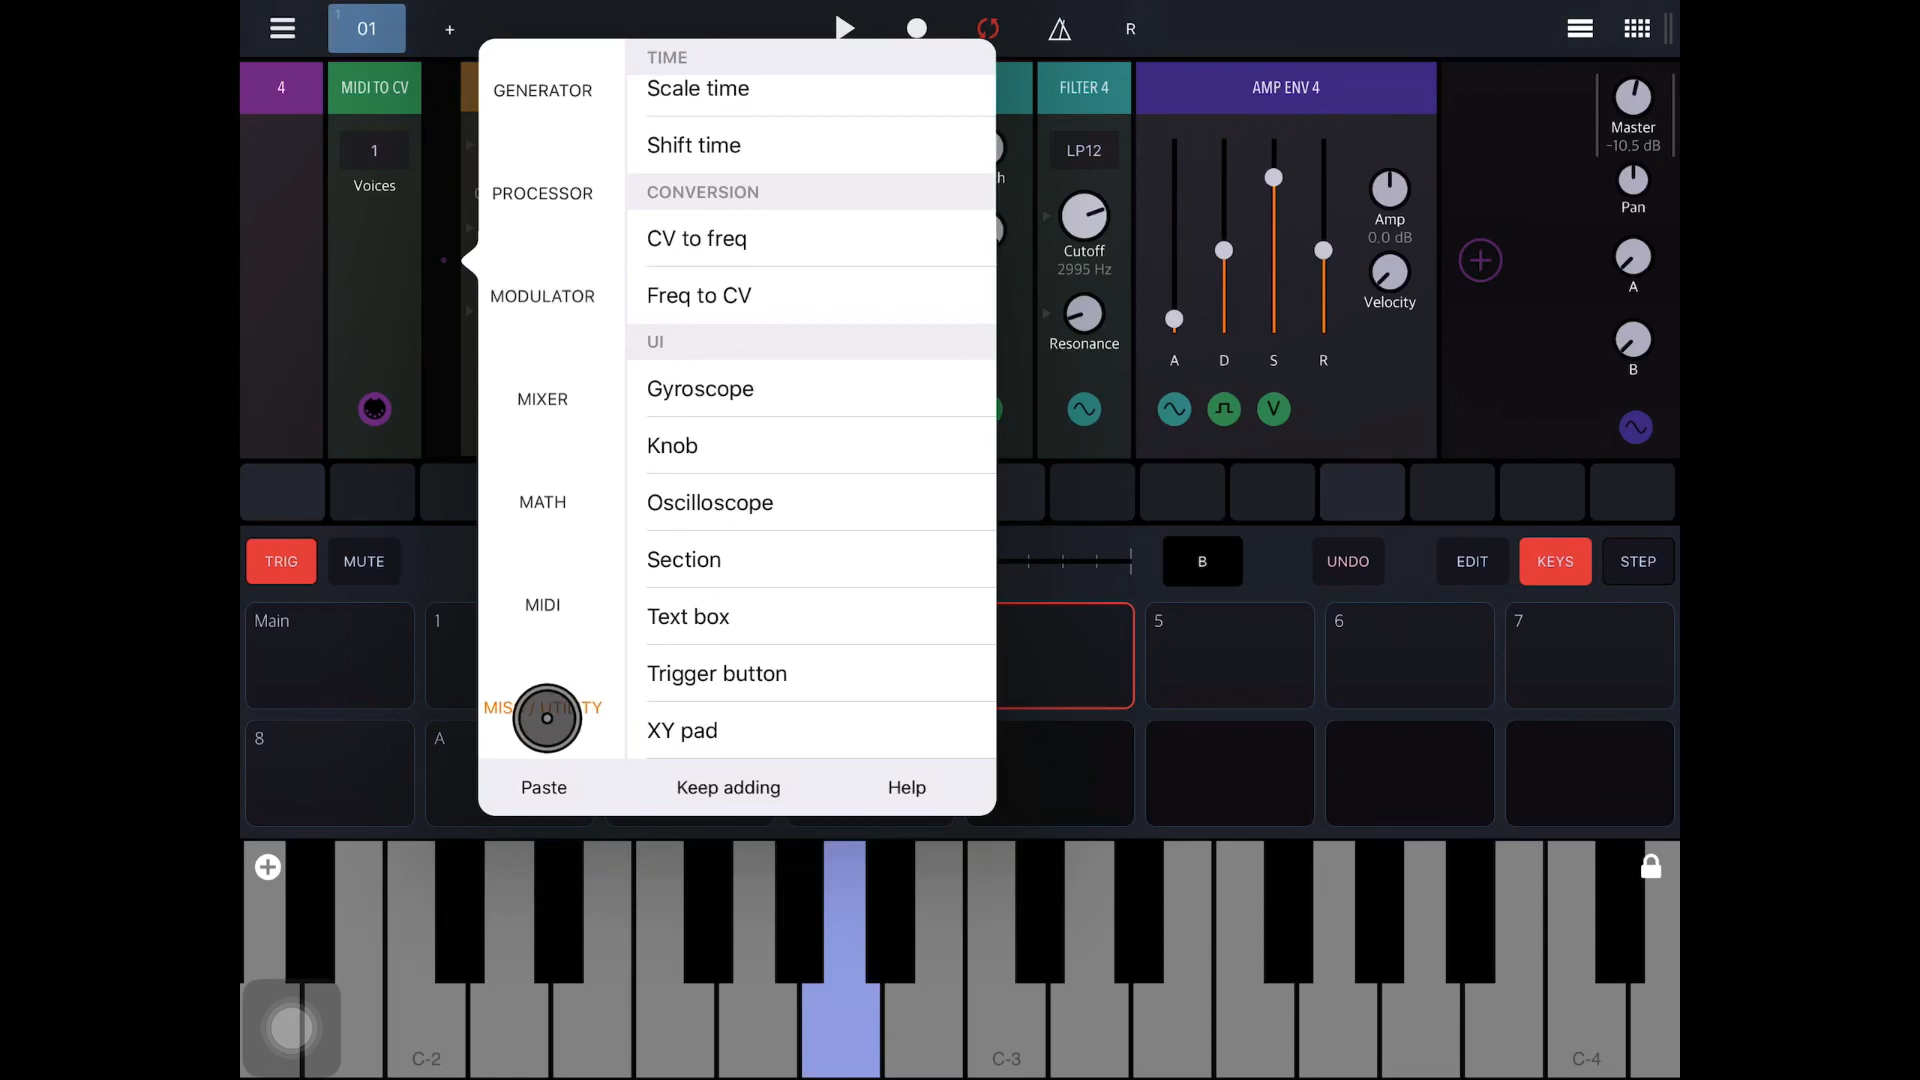 1
01
+
R
4
MIDI TO CV
FILTER 4
AMP ENV 4
1
Voices
LP12
Cutoff
2995 Hz
Resonance
Amp
0.0 dB
Velocity
A
D
S
R
V
Master
-10.5 dB
Pan
A
B
GENERATOR
PROCESSOR
MODULATOR
MIXER
MATH
MIDI
MISC / UTILITY
TIME
Scale time
Shift time
CONVERSION
CV to freq
Freq to CV
UI
Gyroscope
Knob
Oscilloscope
Section
Text box
Trigger button
XY pad
Paste
Keep adding
Help
TRIG
MUTE
B
UNDO
EDIT
KEYS
STEP
Main
1
5
6
7
8
A
C-2
C-3
C-4